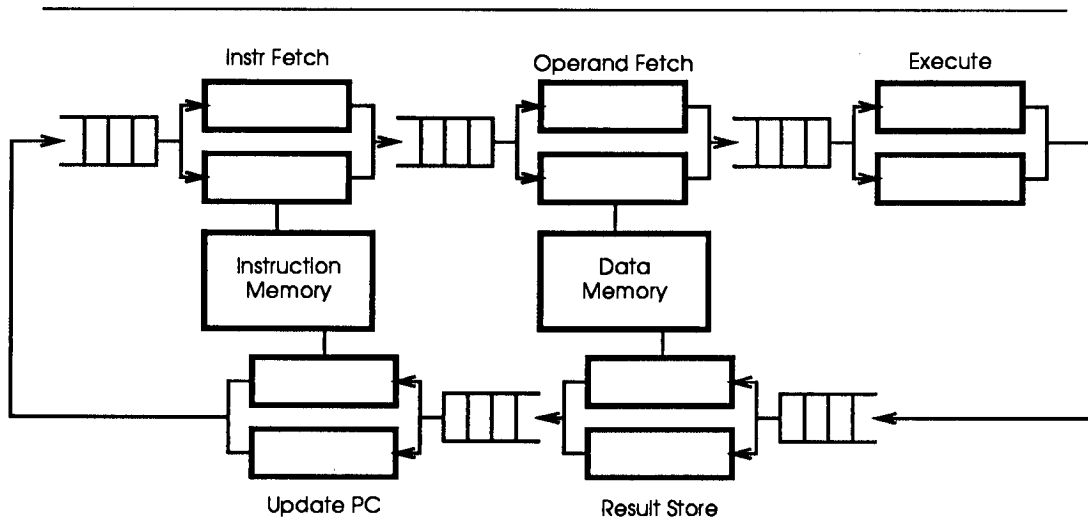 Instr Fetch
Operand Fetch
Execute
Instruction
Memory
Data
Memory
Update PC
Result Store